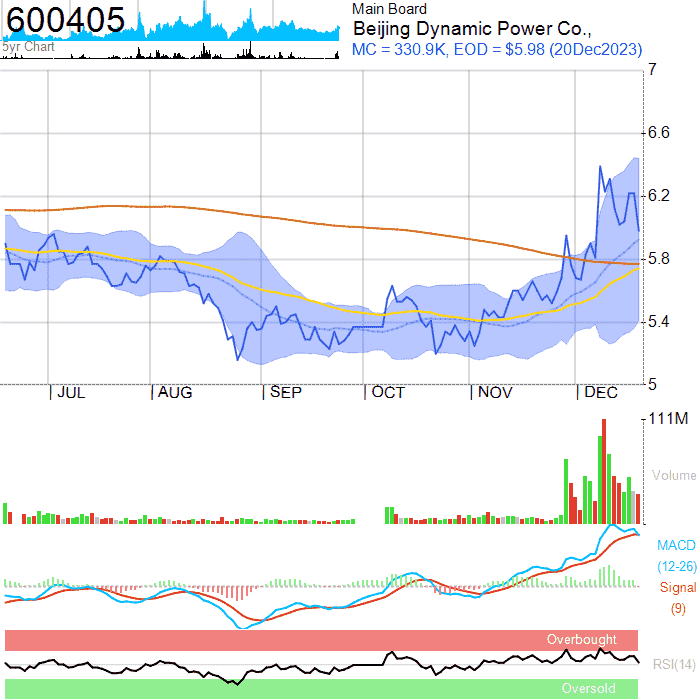 600405
5yr Chart
Main Board
Beijing Dynamic Power Co.,
MC = 330.9K, EOD = $5.98 (20Dec2023)
7
6.6
6.2
5.8
5.4
5
JUL AUG SEP OCT NOV DEC
111M
Volume
MACD
(12-26)
Signal
(9)
Overbought
RSI(14)
Oversold